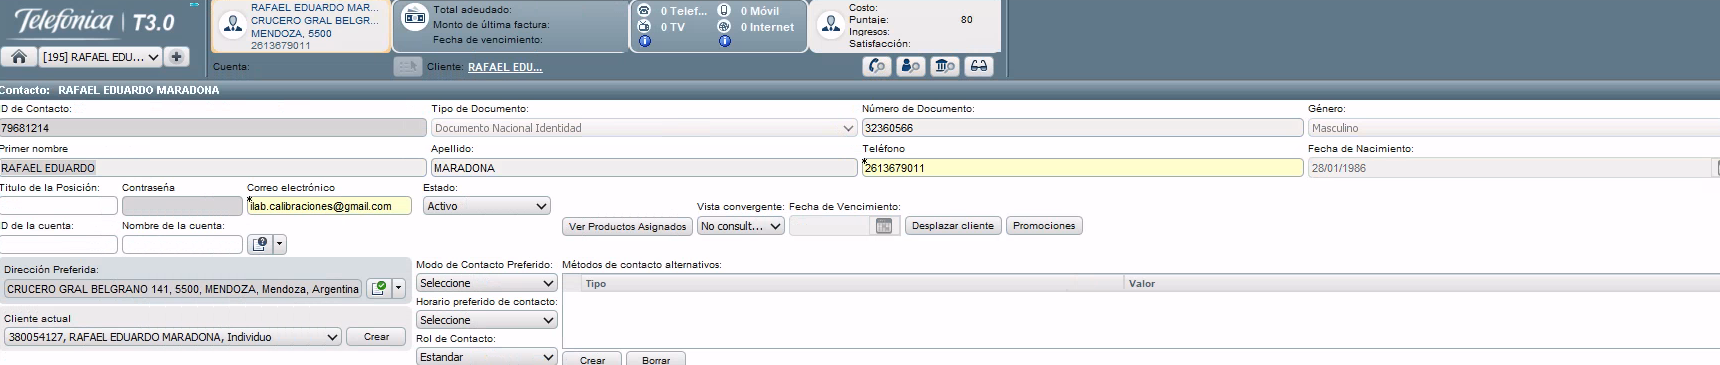 Telefónica | T3.0
RAFAEL EDUARDO MAR...
CRUCERO GRAL BELGR...
MENDOZA, 5500
2613679011
Total adeudado:
Monto de última factura:
Fecha de vencimiento:
0 Telef...
0 Móvil
0 TV
0 Internet
Costo:
Puntaje: 80
Ingresos:
Satisfacción:
[195] RAFAEL EDU...
Cuenta:
Cliente: RAFAEL EDU...
Contacto: RAFAEL EDUARDO MARADONA
ID de Contacto: Tipo de Documento: Número de Documento: Género:
79681214 Documento Nacional Identidad 32360566 Masculino
Primer nombre Apellido: Teléfono Fecha de Nacimiento:
RAFAEL EDUARDO MARADONA *2613679011 28/01/1986
Titulo de la Posición: Contraseña Correo electrónico Estado:
*ilab.calibraciones@gmail.com Activo
Vista convergente: Fecha de Vencimiento:
ID de la cuenta: Nombre de la cuenta: Ver Productos Asignados No consult... Desplazar cliente Promociones
Dirección Preferida: Modo de Contacto Preferido: Métodos de contacto alternativos:
CRUCERO GRAL BELGRANO 141, 5500, MENDOZA, Mendoza, Argentina Seleccione Tipo Valor
Horario preferido de contacto:
Cliente actual Seleccione
380054127, RAFAEL EDUARDO MARADONA, Individuo Crear Rol de Contacto:
Estandar Crear Borrar